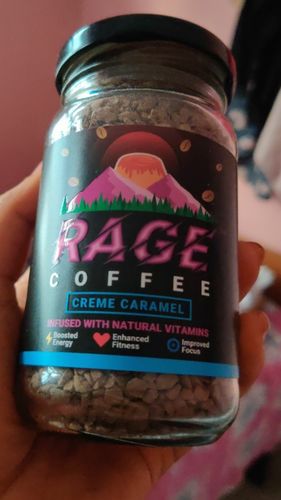 RAGE
COFFEE
CREME CARAMEL
INFUSED WITH NATURAL VITAMINS
Boosted
Energy
Enhanced
Fitness
Improved
Focus